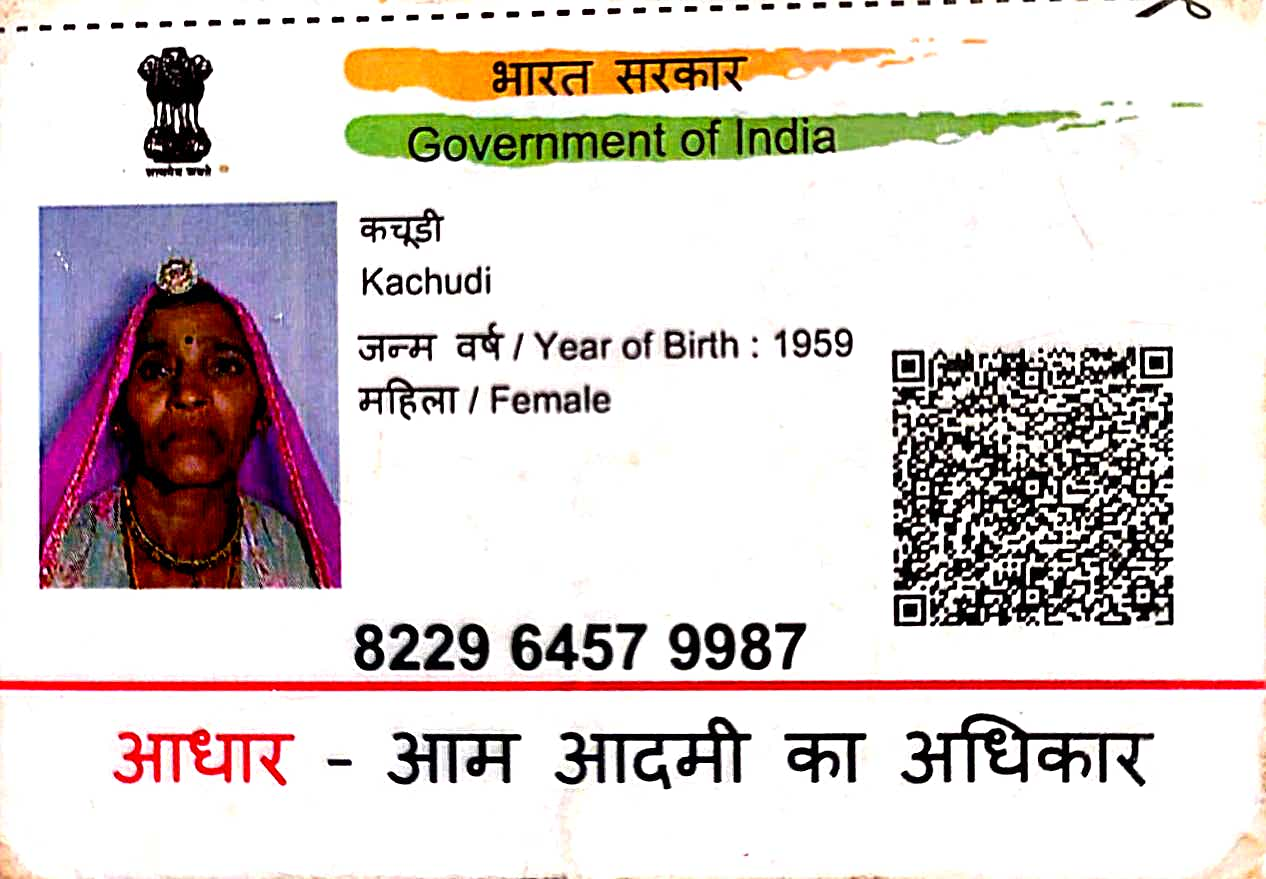 भारत सरकार
Government of India
सत्यमेव जयते
कचूडी
Kachudi
जन्म वर्ष / Year of Birth : 1959
महिला / Female
8229 6457 9987
आधार - आम आदमी का अधिकार